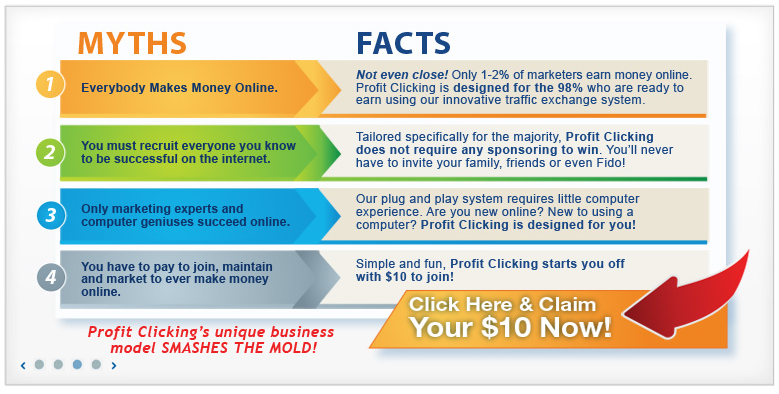 MYTHS
FACTS
1
Everybody Makes Money Online.
Not even close! Only 1-2% of marketers earn money online.
Profit Clicking is designed for the 98% who are ready to
earn using our innovative traffic exchange system.
2
You must recruit everyone you know
to be successful on the internet.
Tailored specifically for the majority, Profit Clicking
does not require any sponsoring to win. You'll never
have to invite your family, friends or even Fido!
3
Only marketing experts and
computer geniuses succeed online.
Our plug and play system requires little computer
experience. Are you new online? New to using a
computer? Profit Clicking is designed for you!
4
You have to pay to join, maintain
and market to ever make money
online.
Simple and fun, Profit Clicking starts you off
with $10 to join!
Click Here & Claim
Your $10 Now!
Profit Clicking's unique business
model SMASHES THE MOLD!